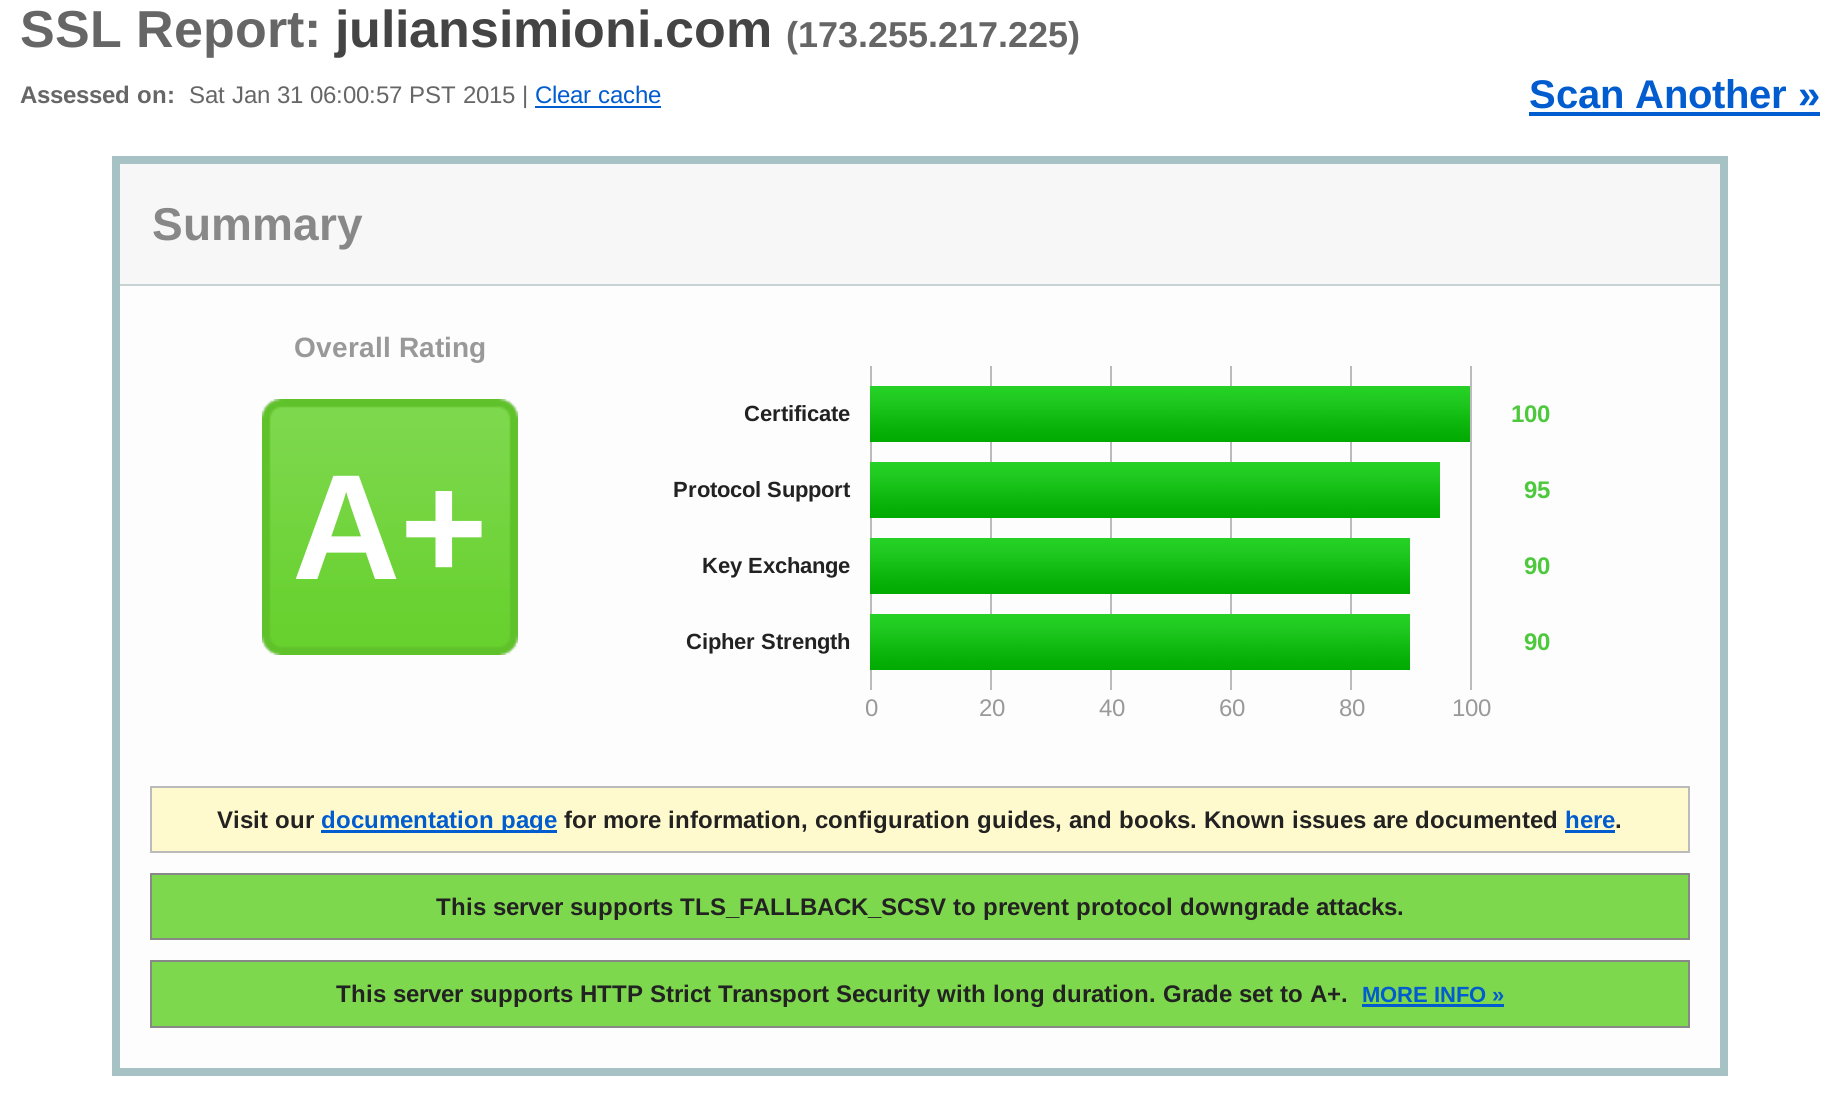 SSL Report: juliansimioni.com (173.255.217.225)
Assessed on: Sat Jan 31 06:00:57 PST 2015 | Clear cache
Scan Another »
Summary
Overall Rating
A+
Certificate 100
Protocol Support 95
Key Exchange 90
Cipher Strength 90
0 20 40 60 80 100
Visit our documentation page for more information, configuration guides, and books. Known issues are documented here.
This server supports TLS_FALLBACK_SCSV to prevent protocol downgrade attacks.
This server supports HTTP Strict Transport Security with long duration. Grade set to A+. MORE INFO »